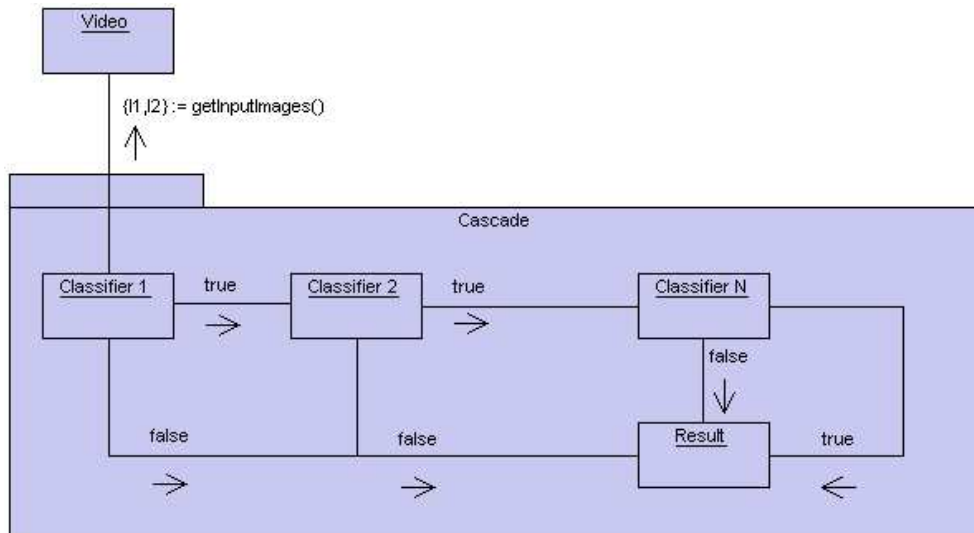 Video
{I1,I2} := getInputImages()
Cascade
Classifier 1
true
Classifier 2
true
Classifier N
false
false
false
Result
true